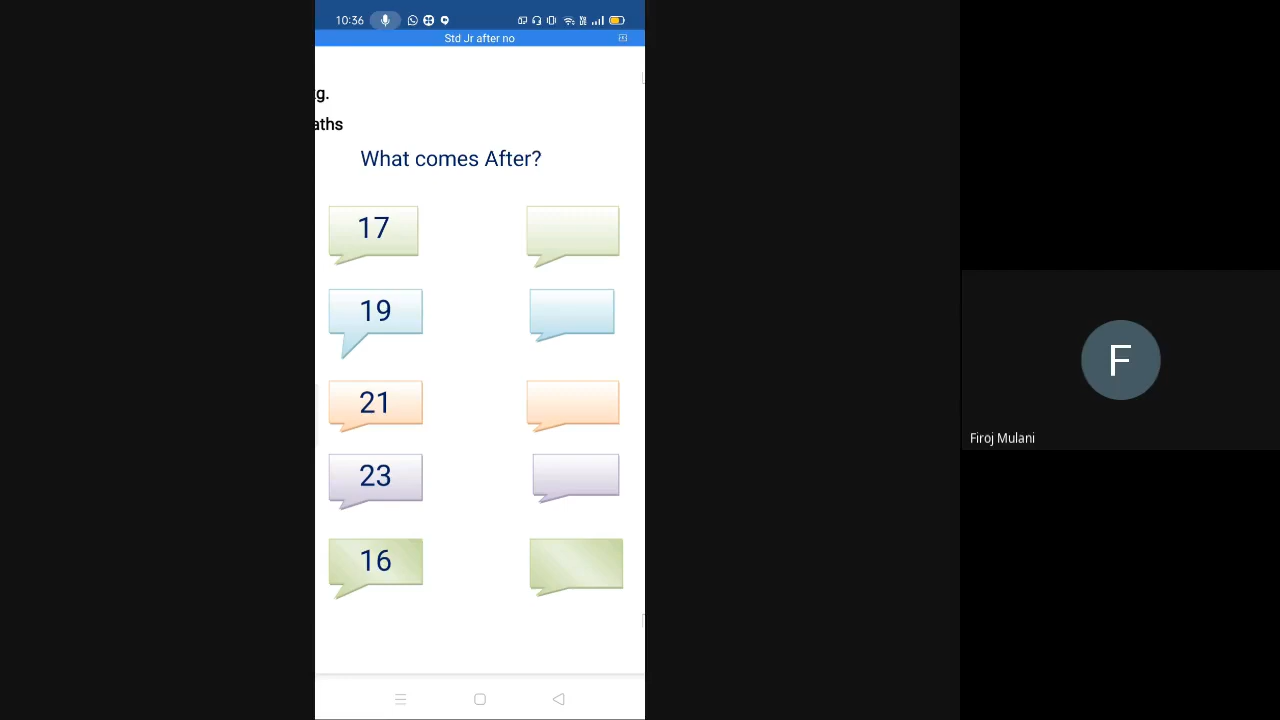 10:36
Std Jr after no
g.
aths
What comes After?
17
19
21
23
16
F
Firoj Mulani